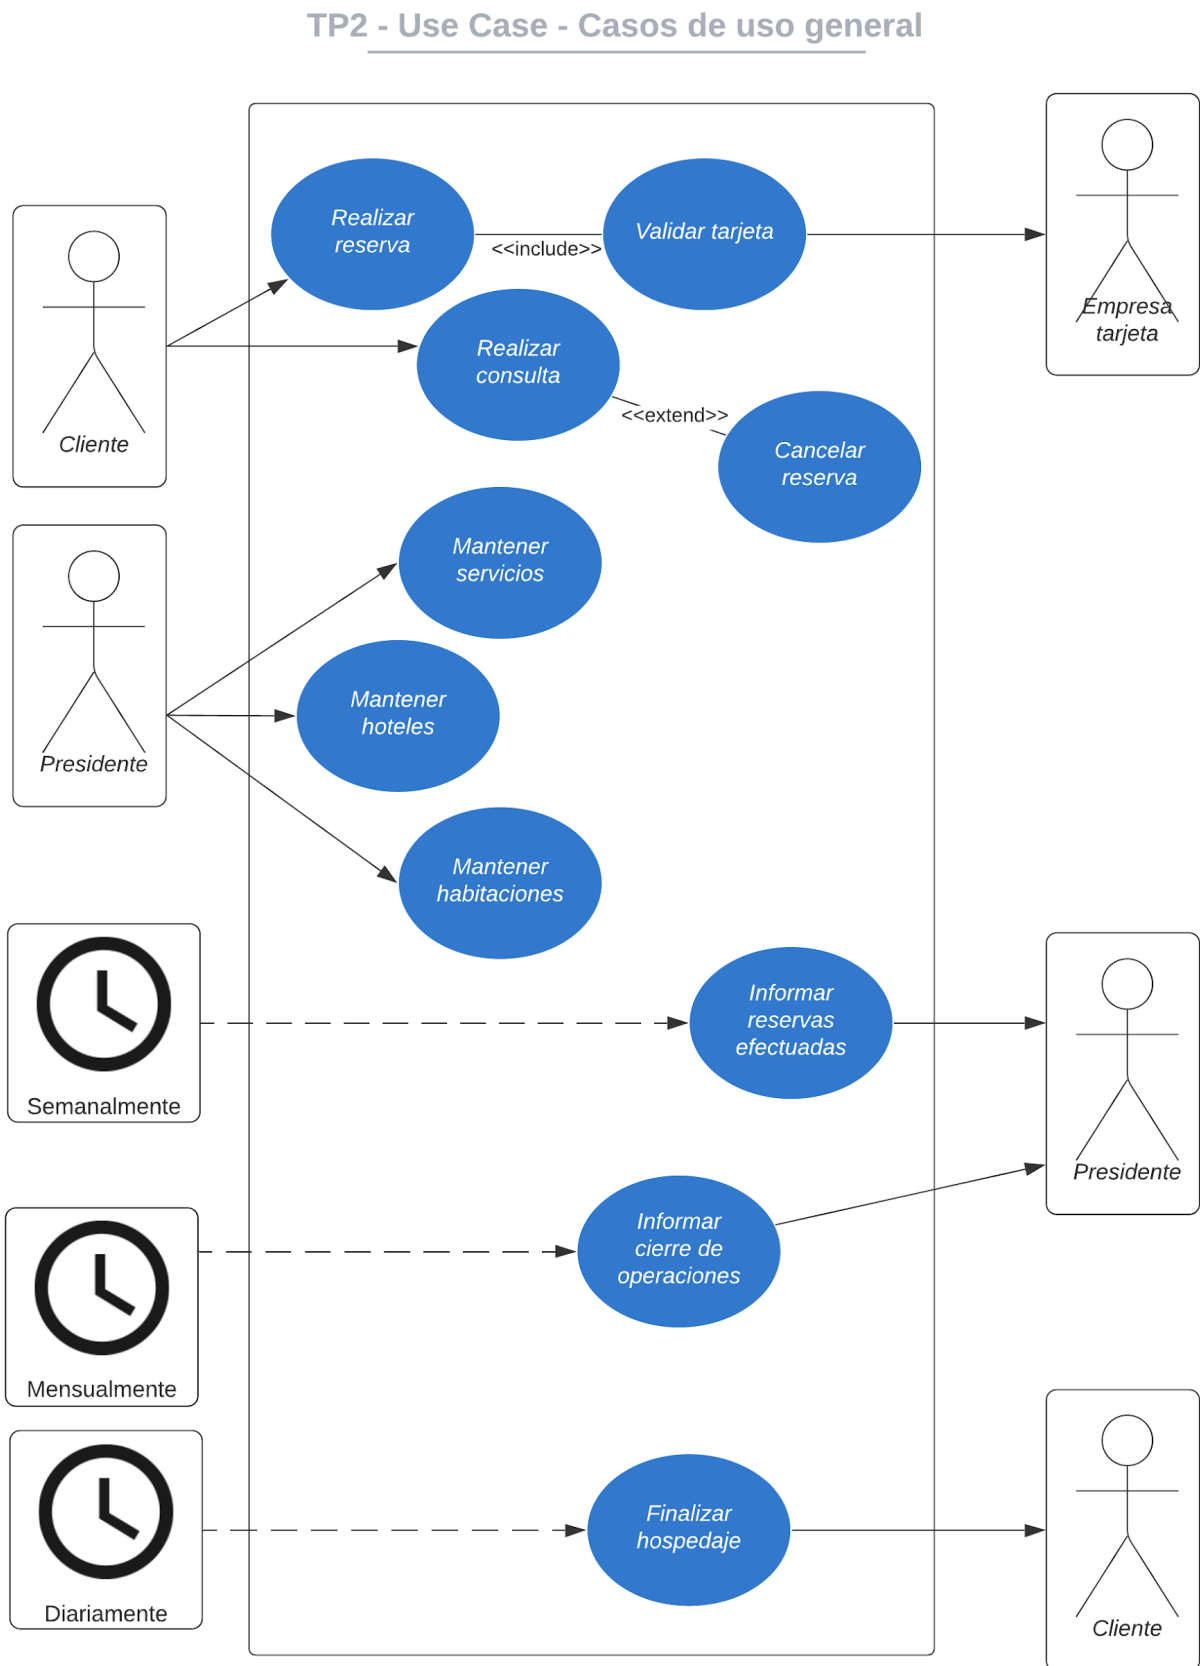 TP2 - Use Case - Casos de uso general
Realizar
reserva
<<include>>
Validar tarjeta
Empresa
tarjeta
Cliente
Realizar
consulta
<<extend>>
Cancelar
reserva
Presidente
Mantener
servicios
Mantener
hoteles
Mantener
habitaciones
Semanalmente
Informar
reservas
efectuadas
Presidente
Mensualmente
Informar
cierre de
operaciones
Diariamente
Finalizar
hospedaje
Cliente